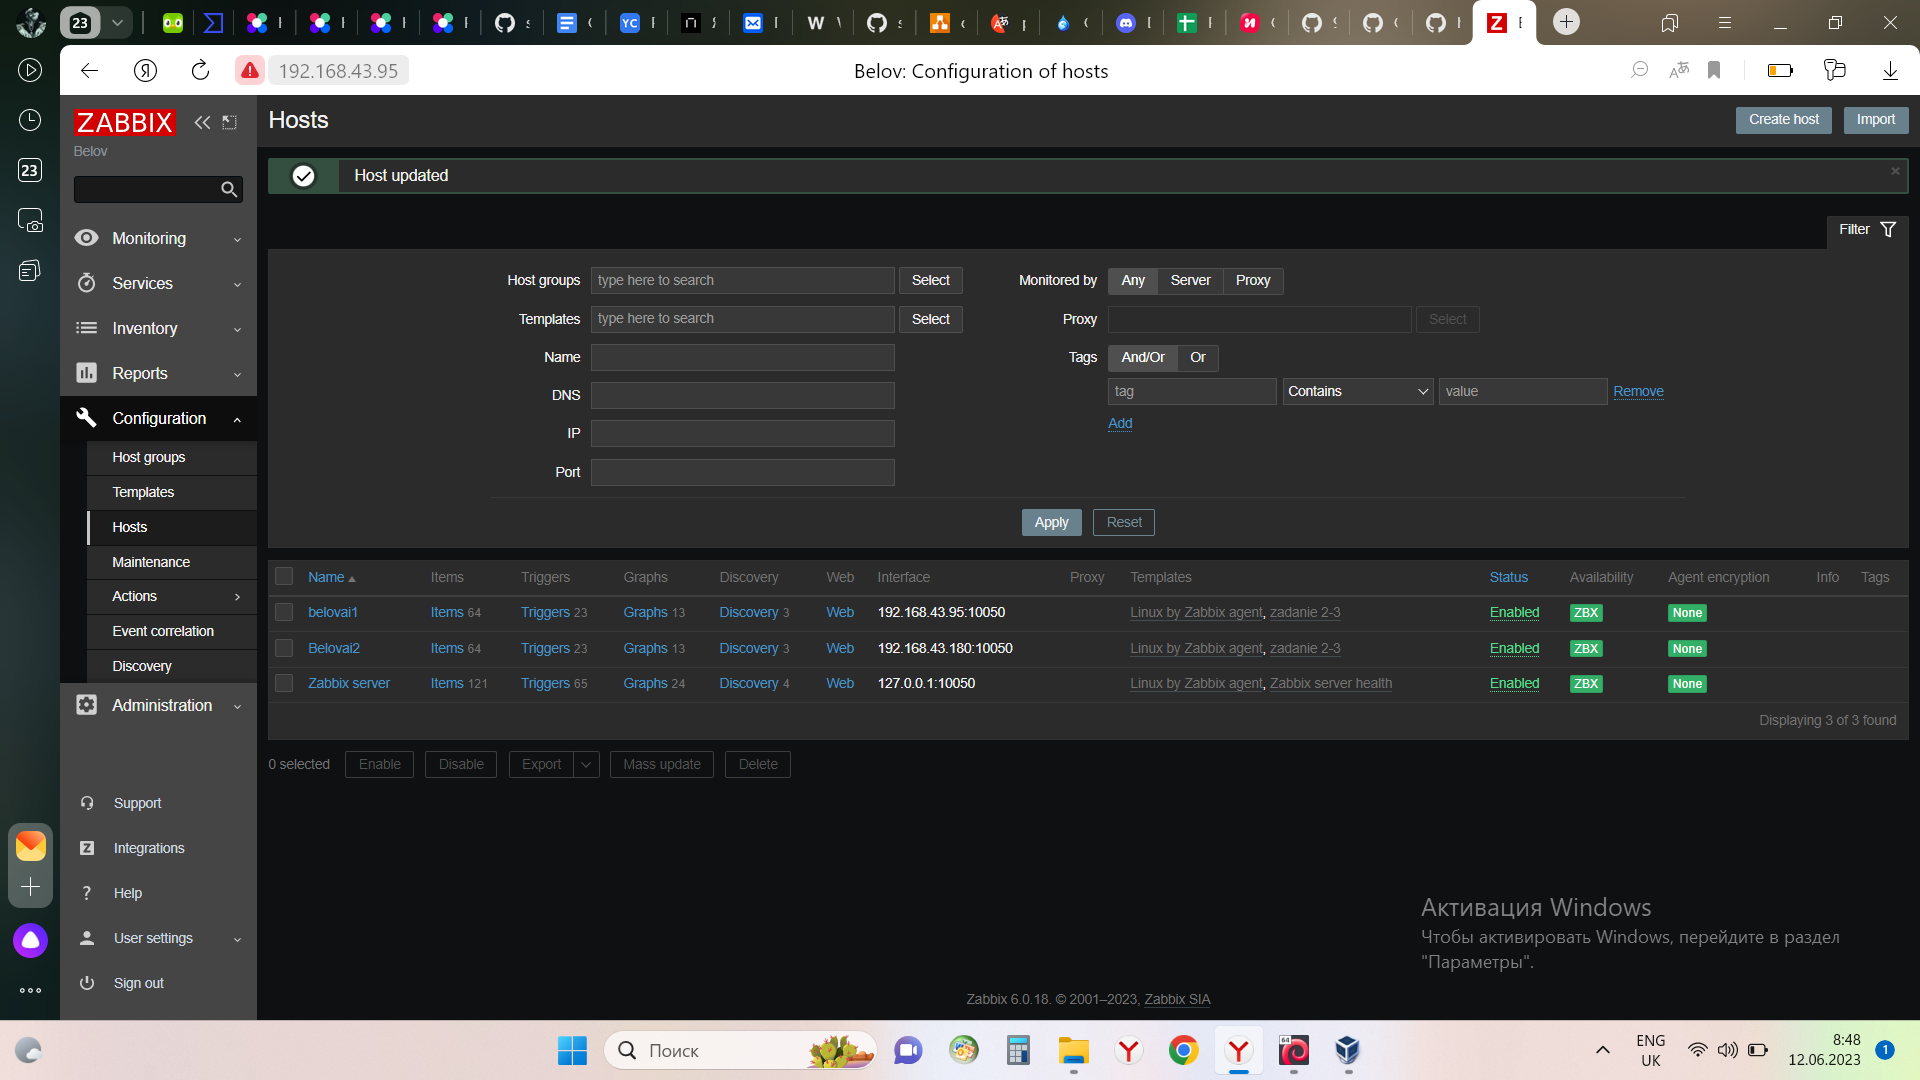 23
192.168.43.95
Belov: Configuration of hosts
23
ZABBIX
Belov
Monitoring
Services
Inventory
Reports
Configuration
Host groups
Templates
Hosts
Maintenance
Actions
Event correlation
Discovery
Administration
Support
Integrations
Help
User settings
Sign out
Hosts
Create host
Import
Host updated
Filter
Host groups type here to search Select
Templates type here to search Select
Name
DNS
IP
Port
Monitored by Any Server Proxy
Proxy Select
Tags And/Or Or
tag Contains value Remove
Add
Apply Reset
Name Items Triggers Graphs Discovery Web Interface Proxy Templates Status Availability Agent encryption Info Tags
belovai1 Items 64 Triggers 23 Graphs 13 Discovery 3 Web 192.168.43.95:10050 Linux by Zabbix agent, zadanie 2-3 Enabled ZBX None
Belovai2 Items 64 Triggers 23 Graphs 13 Discovery 3 Web 192.168.43.180:10050 Linux by Zabbix agent, zadanie 2-3 Enabled ZBX None
Zabbix server Items 121 Triggers 65 Graphs 24 Discovery 4 Web 127.0.0.1:10050 Linux by Zabbix agent, Zabbix server health Enabled ZBX None
Displaying 3 of 3 found
0 selected Enable Disable Export Mass update Delete
Активация Windows
Чтобы активировать Windows, перейдите в раздел
"Параметры".
Zabbix 6.0.18. © 2001–2023, Zabbix SIA
Поиск
ENG
UK
8:48
12.06.2023
1